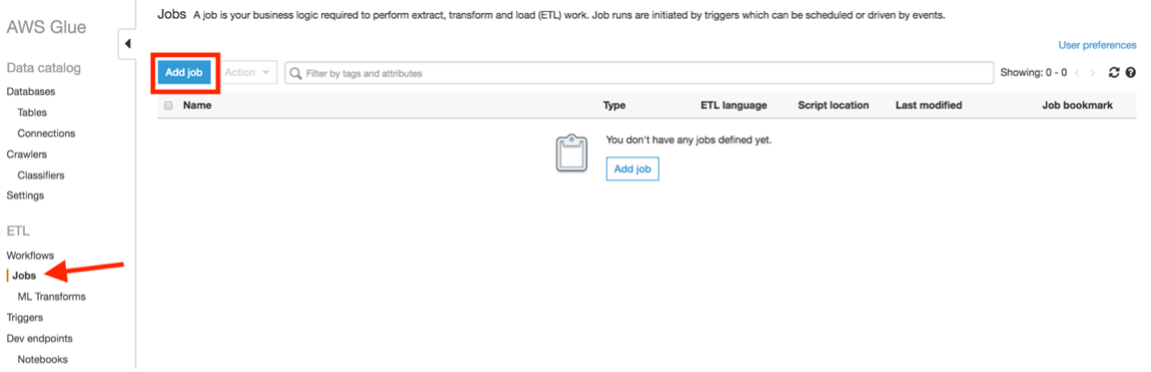 AWS Glue
Data catalog
Databases
Tables
Connections
Crawlers
Classifiers
Settings
ETL
Workflows
Jobs
ML Transforms
Triggers
Dev endpoints
Notebooks
Jobs A job is your business logic required to perform extract, transform and load (ETL) work. Job runs are initiated by triggers which can be scheduled or driven by events.
User preferences
Add job Action Filter by tags and attributes Showing: 0 - 0
Name Type ETL language Script location Last modified Job bookmark
You don't have any jobs defined yet.
Add job